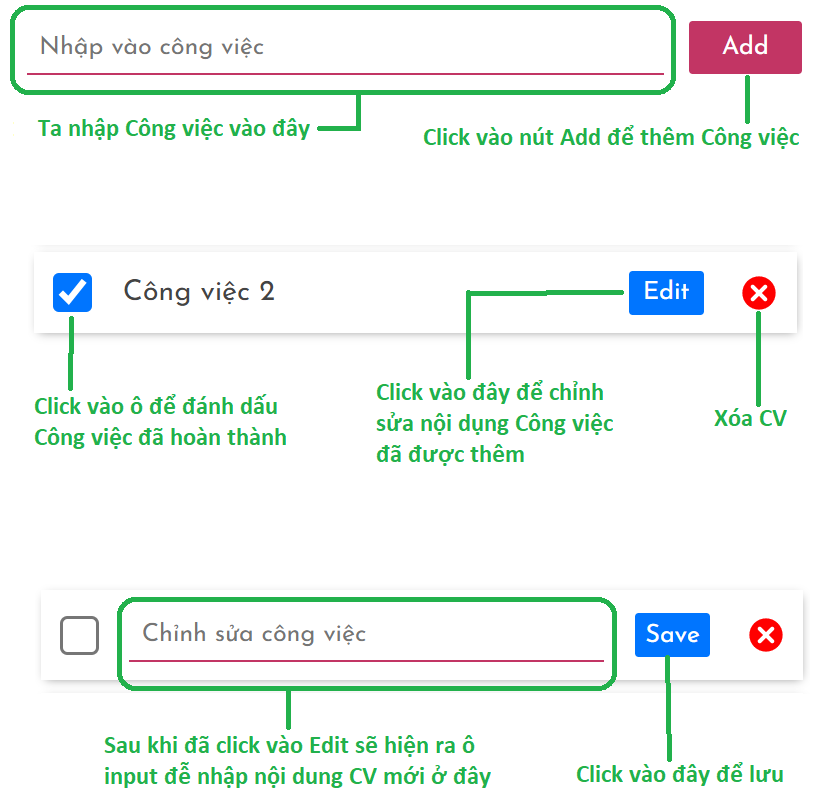 Nhập vào công việc
Add
Ta nhập Công việc vào đây
Click vào nút Add để thêm Công việc
Công việc 2
Edit
Click vào ô để đánh dấu
Công việc đã hoàn thành
Click vào đây để chỉnh
sửa nội dụng Công việc
đã được thêm
Xóa CV
Chỉnh sửa công việc
Save
Sau khi đã click vào Edit sẽ hiện ra ô
input đễ nhập nội dung CV mới ở đây
Click vào đây để lưu